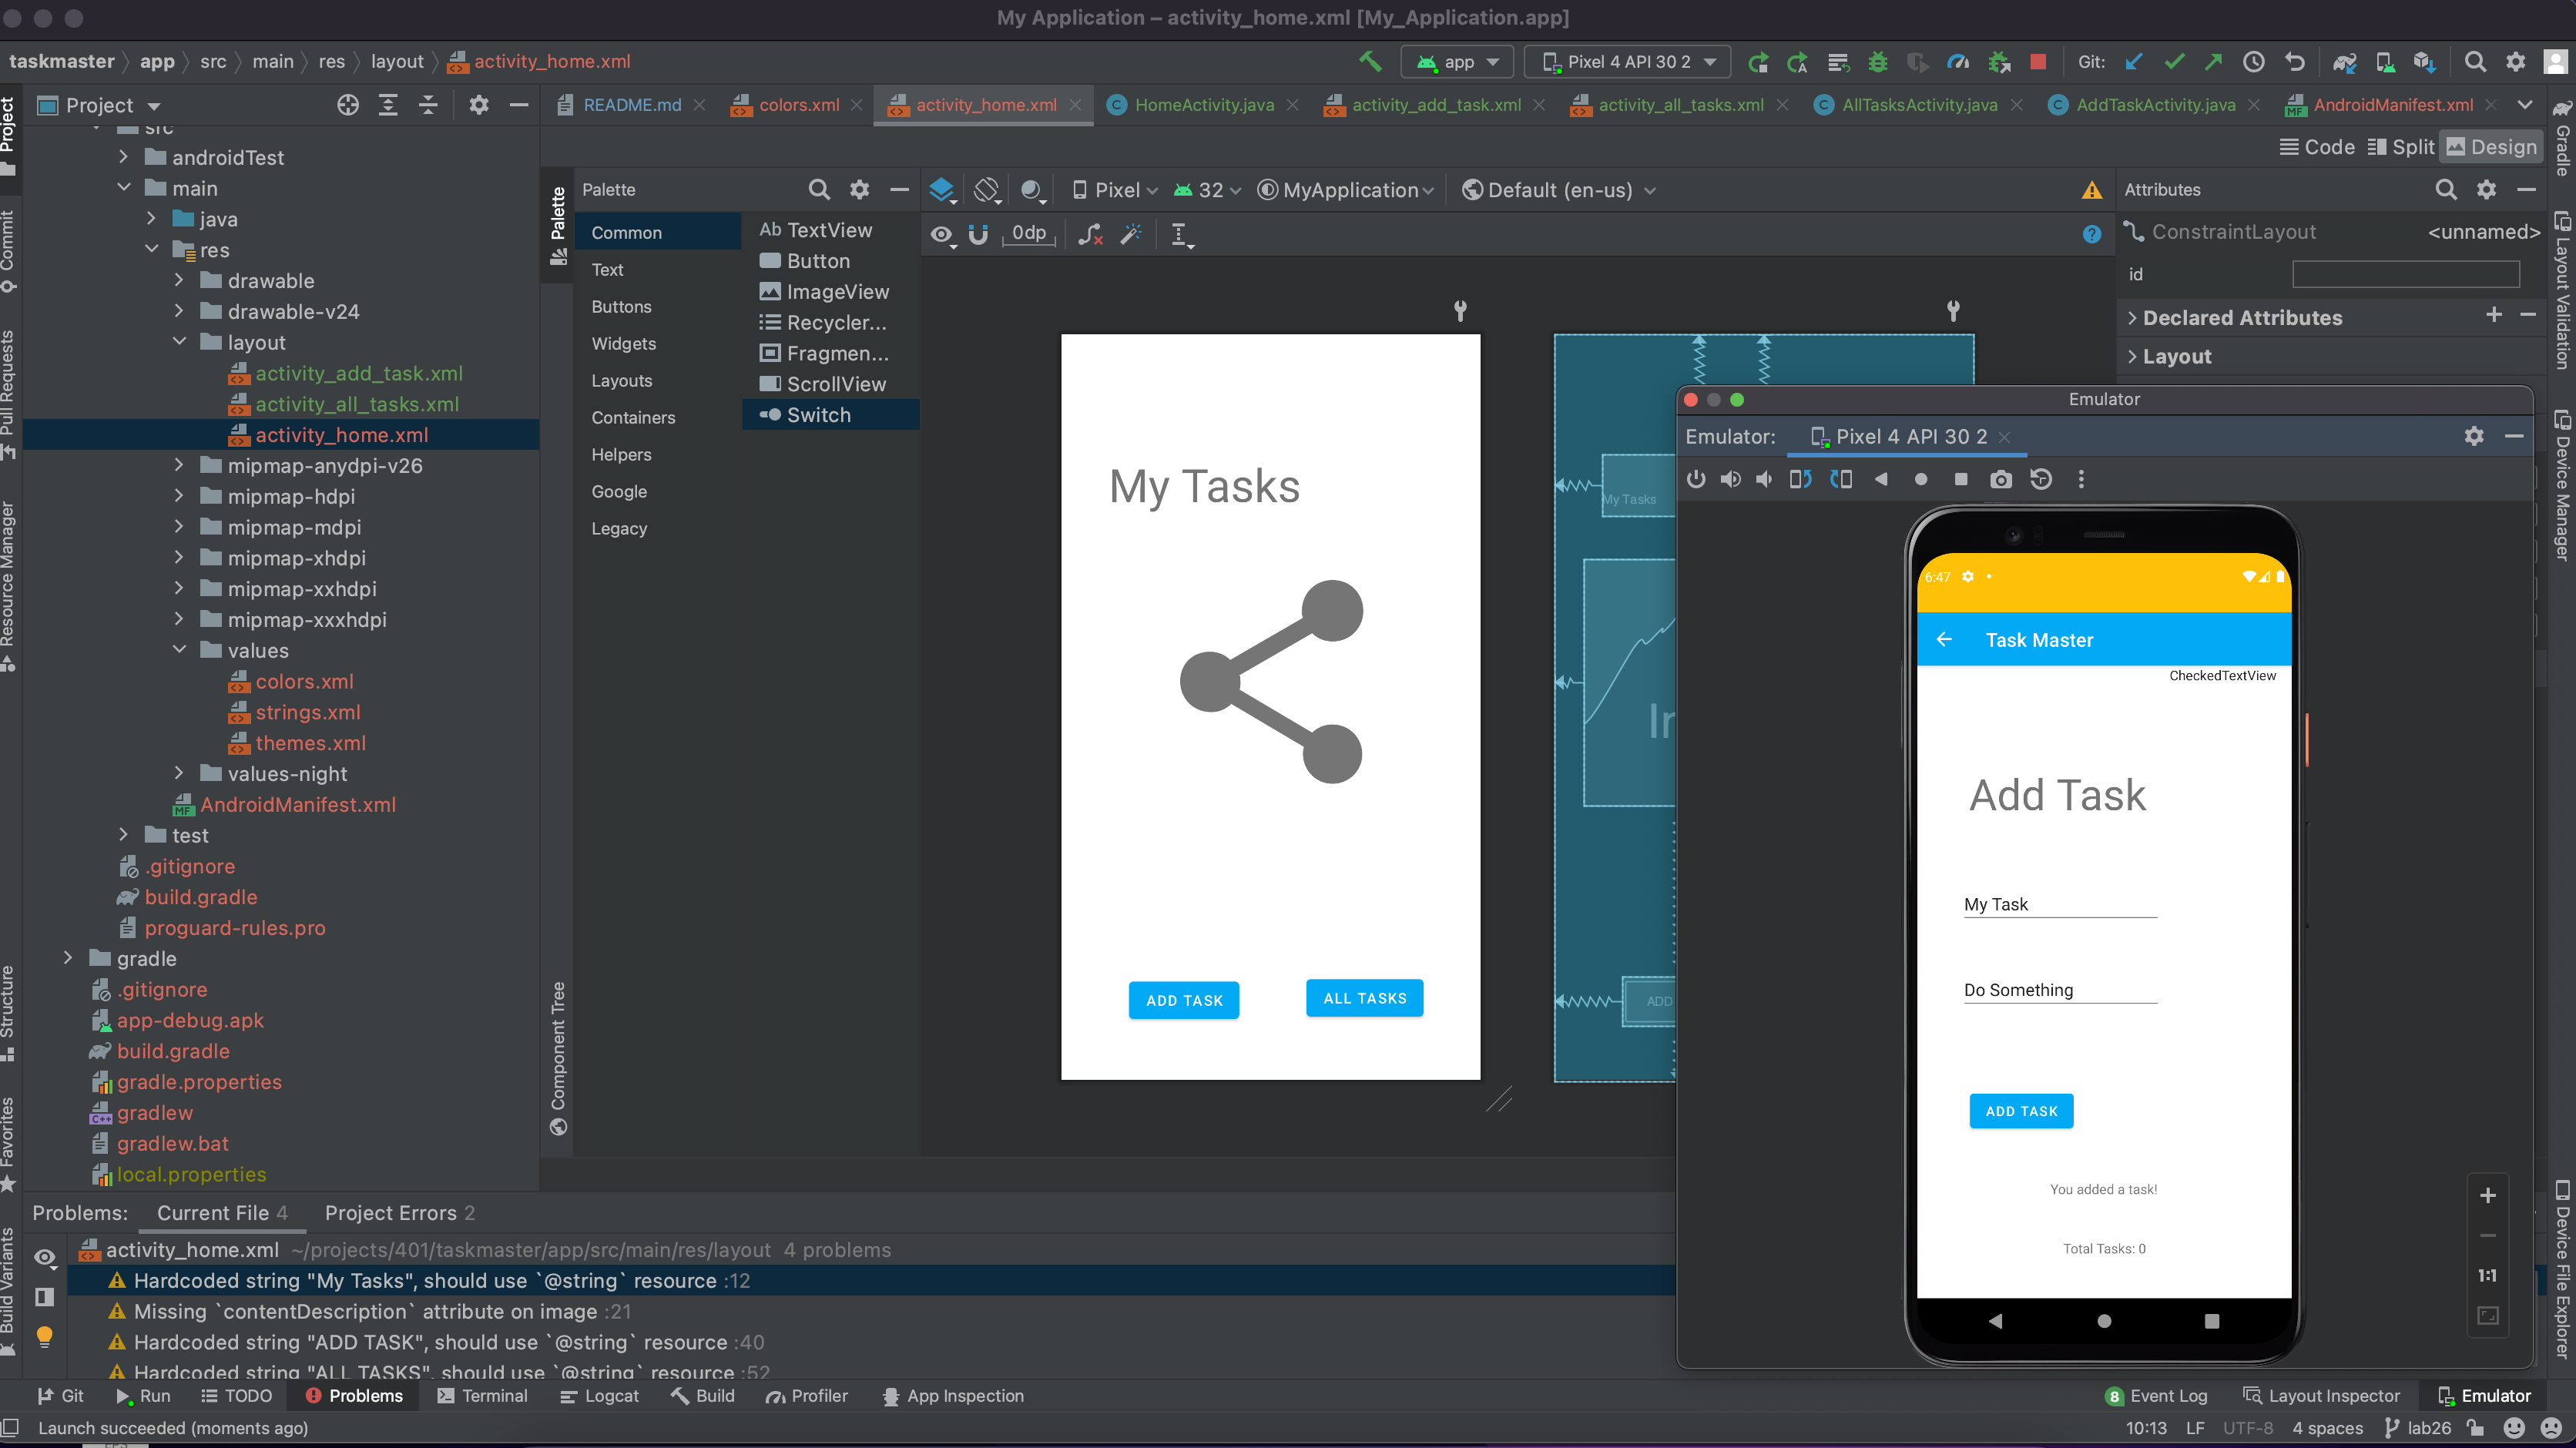 My Application – activity_home.xml [My_Application.app]
taskmaster app src main res layout activity_home.xml
app
Pixel 4 API 30 2
Git:
Project
README.md
colors.xml
activity_home.xml
HomeActivity.java
activity_add_task.xml
activity_all_tasks.xml
AllTasksActivity.java
AddTaskActivity.java
AndroidManifest.xml
Code
Split
Design
Project
Commit
Pull Requests
Resource Manager
Structure
Favorites
Build Variants
src
androidTest
main
java
res
drawable
drawable-v24
layout
activity_add_task.xml
activity_all_tasks.xml
activity_home.xml
mipmap-anydpi-v26
mipmap-hdpi
mipmap-mdpi
mipmap-xhdpi
mipmap-xxhdpi
mipmap-xxxhdpi
values
colors.xml
strings.xml
themes.xml
values-night
AndroidManifest.xml
test
.gitignore
build.gradle
proguard-rules.pro
gradle
.gitignore
app-debug.apk
build.gradle
gradle.properties
gradlew
gradlew.bat
local.properties
Palette
Component Tree
Palette
Common
Text
Buttons
Widgets
Layouts
Containers
Helpers
Google
Legacy
Ab TextView
Button
ImageView
Recycler...
Fragmen...
ScrollView
Switch
Pixel
32
MyApplication
Default (en-us)
0dp
My Tasks
ADD TASK
ALL TASKS
My Tasks
ADD
Attributes
ConstraintLayout
<unnamed>
id
Declared Attributes
Layout
Gradle
Layout Validation
Device Manager
Device File Explorer
Emulator
Emulator:
Pixel 4 API 30 2
6:47
Task Master
CheckedTextView
Add Task
My Task
Do Something
ADD TASK
You added a task!
Total Tasks: 0
1:1
Problems:
Current File 4
Project Errors 2
activity_home.xml ~/projects/401/taskmaster/app/src/main/res/layout 4 problems
Hardcoded string "My Tasks", should use `@string` resource :12
Missing `contentDescription` attribute on image :21
Hardcoded string "ADD TASK", should use `@string` resource :40
Hardcoded string "ALL TASKS", should use `@string` resource :52
Git
Run
TODO
Problems
Terminal
Logcat
Build
Profiler
App Inspection
8 Event Log
Layout Inspector
Emulator
Launch succeeded (moments ago)
10:13
LF
UTF-8
4 spaces
lab26